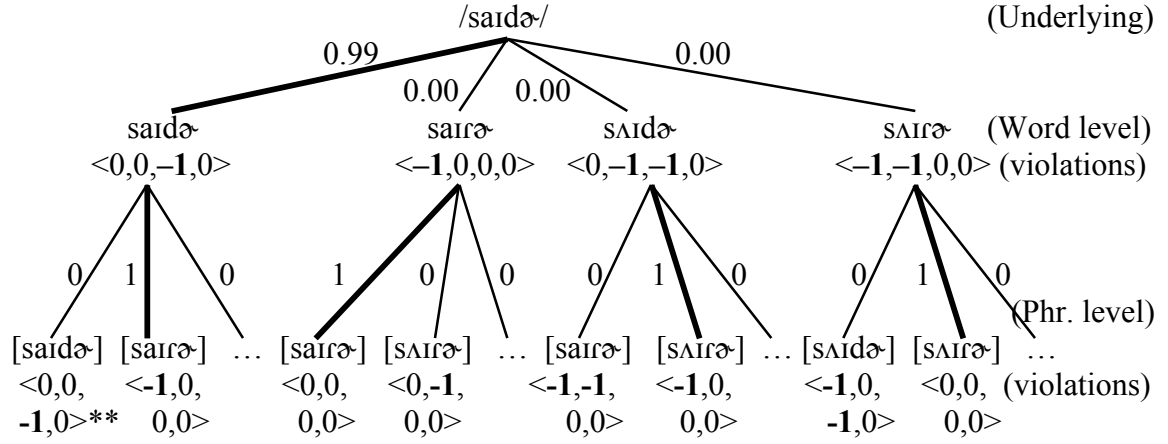 /saɪdɚ/ (Underlying)
0.99 0.00 0.00 0.00
saɪdɚ saɪɾɚ sʌɪdɚ sʌɪɾɚ (Word level)
<0,0,–1,0> <–1,0,0,0> <0,–1,–1,0> <–1,–1,0,0> (violations)
0 1 0 1 0 0 0 1 0 0 1 0
(Phr. level)
[saɪdɚ] [saɪɾɚ] … [saɪɾɚ] [sʌɪɾɚ] … [saɪɾɚ] [sʌɪɾɚ] … [sʌɪdɚ] [sʌɪɾɚ] …
<0,0, <-1,0, <0,0, <0,-1, <-1,-1, <-1,0, <-1,0, <0,0, (violations)
-1,0>** 0,0> 0,0> 0,0> 0,0> 0,0> -1,0> 0,0>